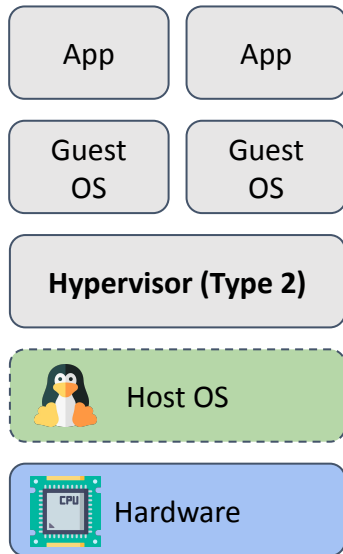 App
App
Guest
OS
Guest
OS
Hypervisor (Type 2)
Host OS
CPU
Hardware